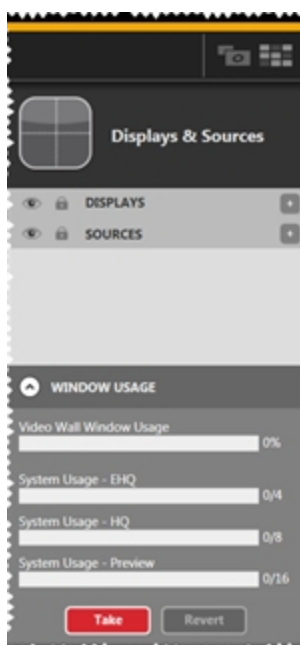 Displays & Sources
DISPLAYS
SOURCES
WINDOW USAGE
Video Wall Window Usage
0%
System Usage - EHQ
0/4
System Usage - HQ
0/8
System Usage - Preview
0/16
Take Revert